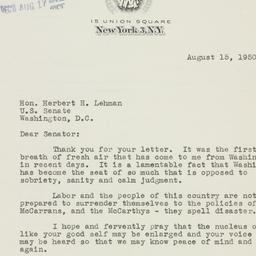 AUG 17
15 UNION SQUARE
New York 3, N.Y.
August 15, 1950
Hon. Herbert H. Lehman
U.S. Senate
Washington, D.C.
Dear Senator:
Thank you for your letter. It was the first
breath of fresh air that has come to me from Washin
in recent days. It is a lamentable fact that Washin
has become the seat of so much that is opposed to
sobriety, sanity and calm judgment.
Labor and the people of this country are not
prepared to surrender themselves to the policies of
McCarrans, and the McCarthys - they spell disaster.
I hope and fervently pray that the nucleus o
like your good self may be enlarged and your voice
may be heard so that we may know peace of mind and
again.